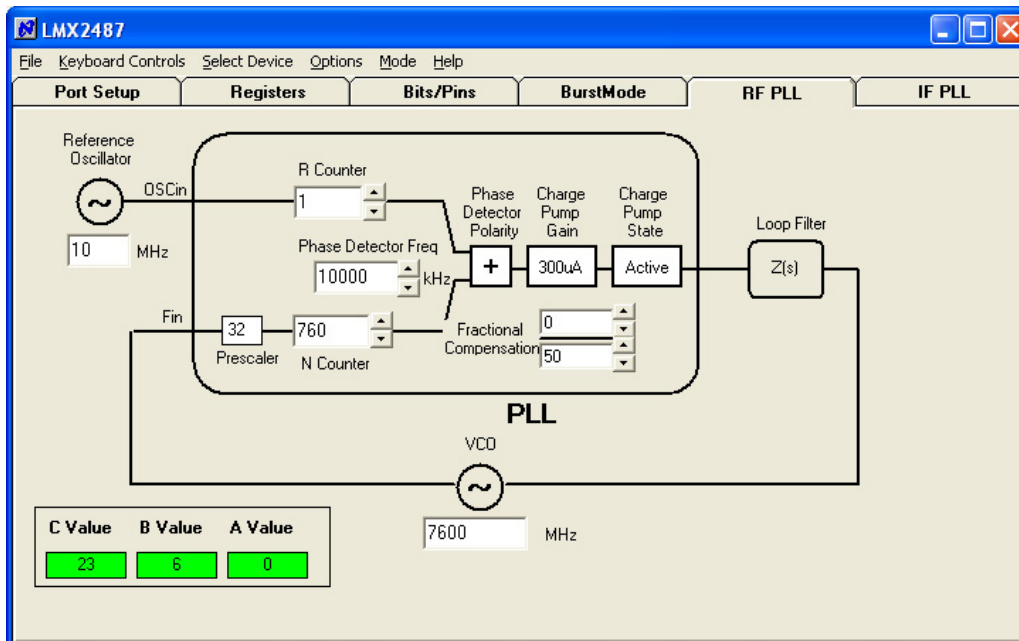 LMX2487
File Keyboard Controls Select Device Options Mode Help
Port Setup Registers Bits/Pins BurstMode RF PLL IF PLL
Reference Oscillator
OSCin
10 MHz
R Counter
1
Phase Detector Freq
10000 kHz
Phase Detector Polarity
+
Charge Pump Gain
300uA
Charge Pump State
Active
Loop Filter
Z(s)
Fin
32
Prescaler
760
N Counter
Fractional Compensation
0
50
PLL
VCO
~
7600 MHz
C Value B Value A Value
23 6 0